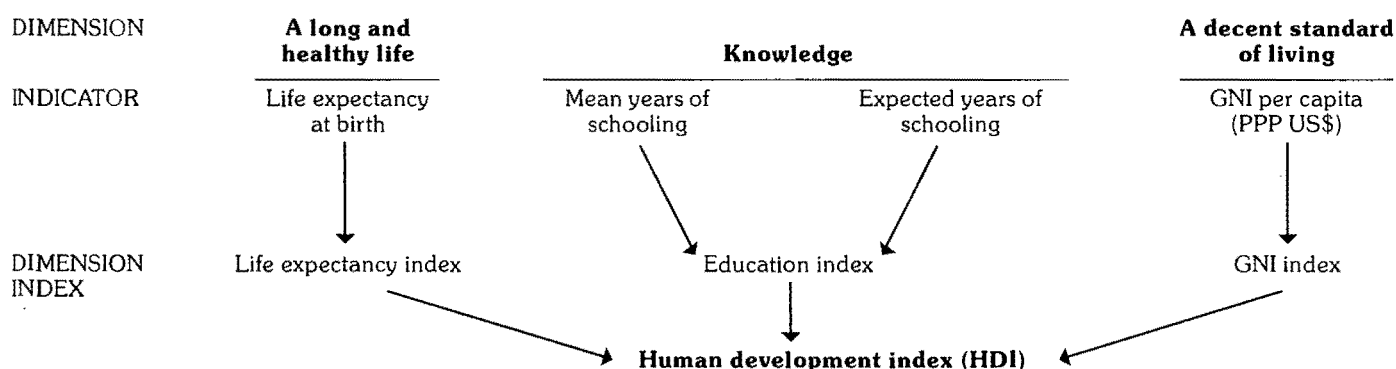 DIMENSION
A long and
healthy life
Knowledge
A decent standard
of living
INDICATOR
Life expectancy
at birth
Mean years of
schooling
Expected years of
schooling
GNI per capita
(PPP US$)
DIMENSION
INDEX
Life expectancy index
Education index
GNI index
Human development index (HDI)